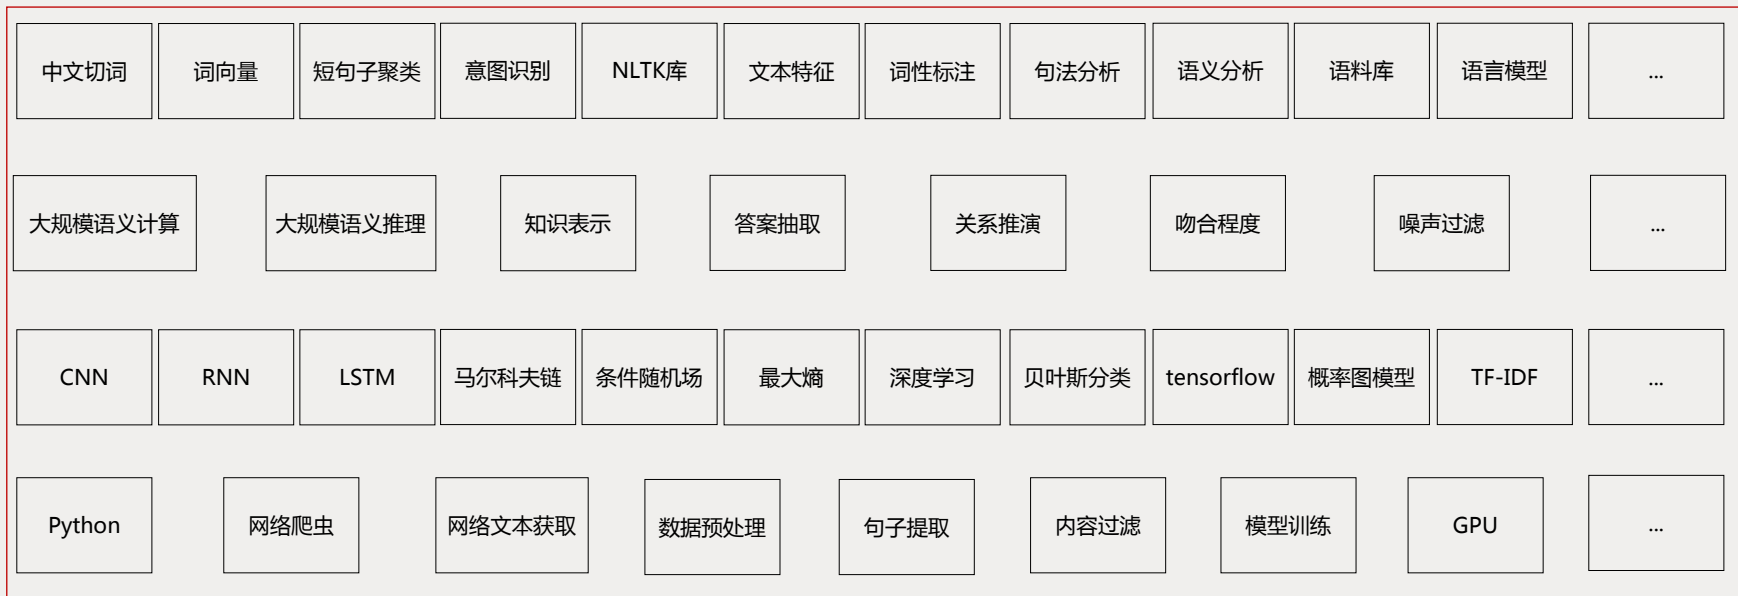 中文切词 词向量 短句子聚类 意图识别 NLTK库 文本特征 词性标注 句法分析 语义分析 语料库 语言模型 ...
大规模语义计算 大规模语义推理 知识表示 答案抽取 关系推演 吻合程度 噪声过滤 ...
CNN RNN LSTM 马尔科夫链 条件随机场 最大熵 深度学习 贝叶斯分类 tensorflow 概率图模型 TF-IDF ...
Python 网络爬虫 网络文本获取 数据预处理 句子提取 内容过滤 模型训练 GPU ...